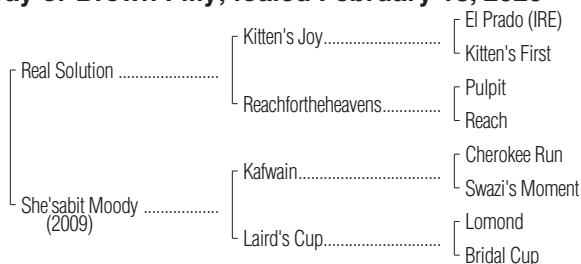 El Prado (IRE)
Kitten's Joy ..............................
Kitten's First
Real Solution .........................
Pulpit
Reachfortheheavens...............
Reach
Cherokee Run
Kafwain.....................................
Swazi's Moment
She'sabit Moody ...................
(2009)
Lomond
Laird's Cup..............................
Bridal Cup